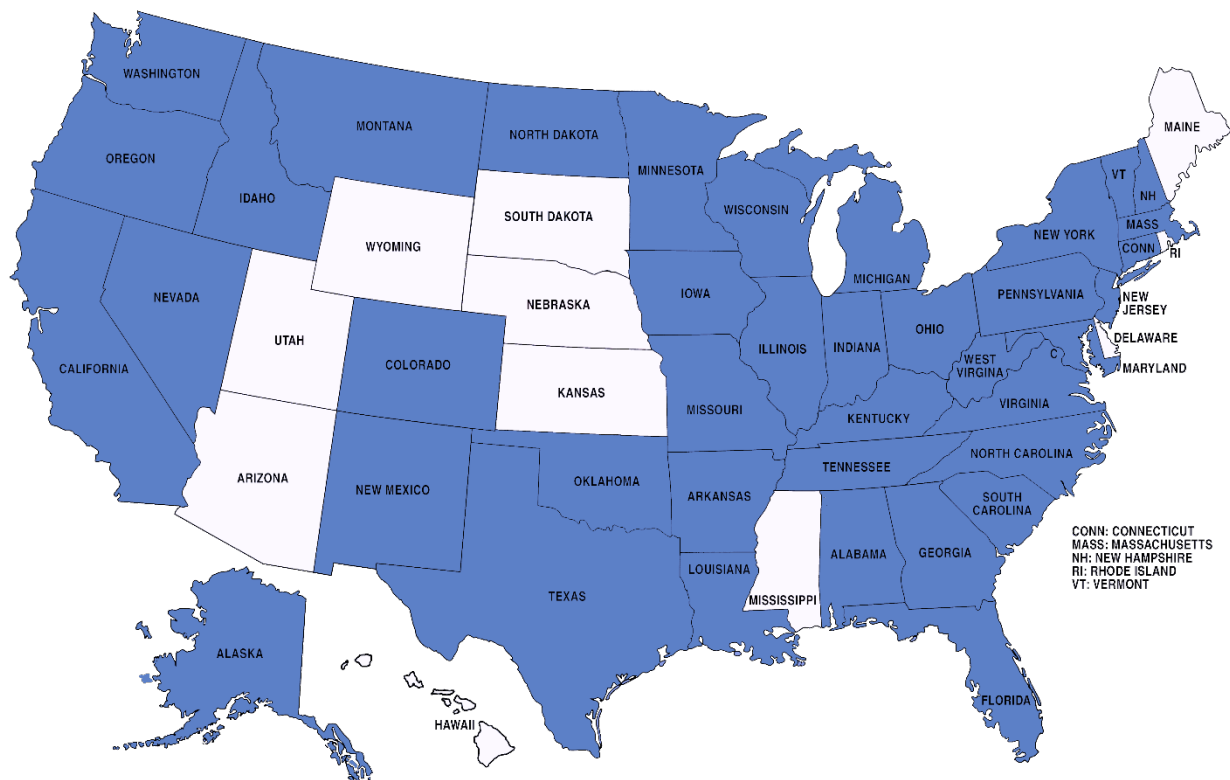 WASHINGTON
MONTANA
NORTH DAKOTA
MINNESOTA
MAINE
OREGON
IDAHO
SOUTH DAKOTA
WISCONSIN
VT
NH
WYOMING
NEW YORK
MASS
CONN
RI
MICHIGAN
NEVADA
NEBRASKA
IOWA
PENNSYLVANIA
NEW
JERSEY
UTAH
ILLINOIS
INDIANA
OHIO
DELAWARE
CALIFORNIA
COLORADO
KANSAS
MISSOURI
WEST
VIRGINIA
C
MARYLAND
VIRGINIA
KENTUCKY
ARIZONA
NEW MEXICO
OKLAHOMA
ARKANSAS
TENNESSEE
NORTH CAROLINA
SOUTH
CAROLINA
TEXAS
LOUISIANA
MISSISSIPPI
ALABAMA
GEORGIA
CONN: CONNECTICUT
MASS: MASSACHUSETTS
NH: NEW HAMPSHIRE
RI: RHODE ISLAND
VT: VERMONT
ALASKA
HAWAII
FLORIDA